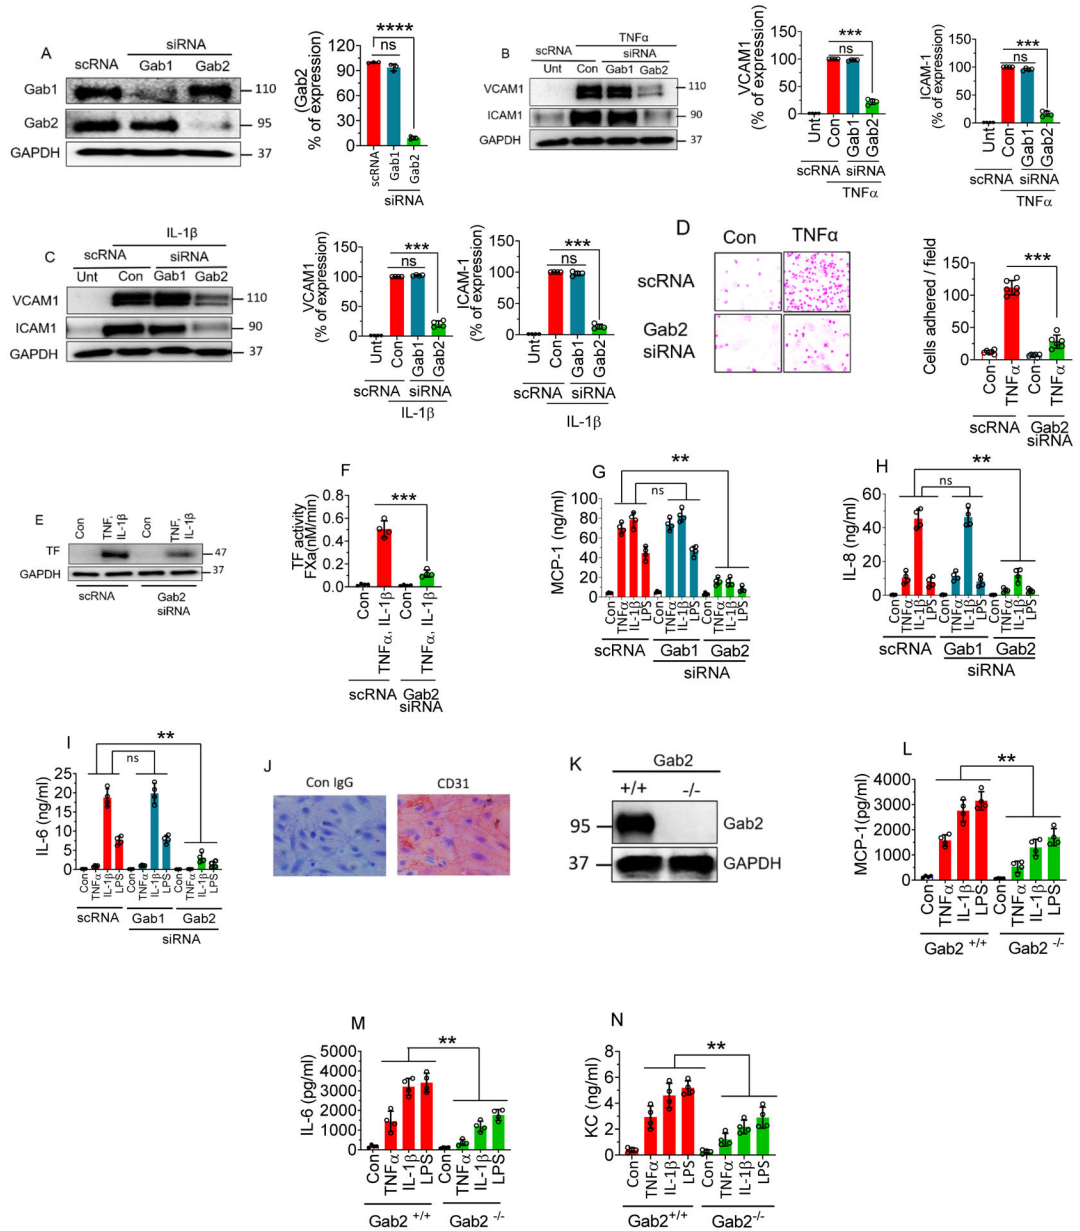 A
siRNA
scRNA Gab1 Gab2
Gab1 110
Gab2 95
GAPDH 37
(Gab2
% of expression)
120
90
60
30
0
ns
****
scRNA
Gab1
Gab2
siRNA
B
TNFα
scRNA siRNA
Unt Con Gab1 Gab2
VCAM1 110
ICAM1 90
GAPDH 37
VCAM1
(% of expression)
150
100
50
0
ns
***
Unt
Con
Gab1
Gab2
scRNA siRNA
TNFα
ICAM-1
(% of expression)
150
100
50
0
ns
***
Unt
Con
Gab1
Gab2
scRNA siRNA
TNFα
C
IL-1β
scRNA siRNA
Unt Con Gab1 Gab2
VCAM1 110
ICAM1 90
GAPDH 37
VCAM1
(% of expression)
150
100
50
0
ns
***
Unt
Con
Gab1
Gab2
scRNA siRNA
IL-1β
ICAM-1
(% of expression)
150
100
50
0
ns
***
Unt
Con
Gab1
Gab2
scRNA siRNA
IL-1β
D
Con TNFα
scRNA
Gab2
siRNA
Cells adhered / field
150
100
50
0
***
Con
TNFα
Con
TNFα
scRNA Gab2
siRNA
E
Con
TNF,
IL-1β
Con
TNF,
IL-1β
TF 47
GAPDH 37
scRNA Gab2
siRNA
F
TF activity
FXa(nM/min)
0.8
0.6
0.4
0.2
0.0
***
Con
TNFα, IL-1β
Con
TNFα, IL-1β
scRNA Gab2
siRNA
G
MCP-1 (ng/ml)
100
80
60
40
20
0
ns
**
Con
TNFα
IL-1β
LPS
Con
TNFα
IL-1β
LPS
Con
TNFα
IL-1β
LPS
scRNA Gab1 Gab2
siRNA
H
IL-8 (ng/ml)
60
40
20
0
ns
**
Con
TNFα
IL-1β
LPS
Con
TNFα
IL-1β
LPS
Con
TNFα
IL-1β
LPS
scRNA Gab1 Gab2
siRNA
I
IL-6 (ng/ml)
25
20
15
10
5
0
ns
**
Con
TNFα
IL-1β
LPS
Con
TNFα
IL-1β
LPS
Con
TNFα
IL-1β
LPS
scRNA Gab1 Gab2
siRNA
J
Con IgG CD31
K
Gab2
+/+ -/-
95 Gab2
37 GAPDH
L
MCP-1(pg/ml)
4000
3000
2000
1000
0
**
Con
TNFα
IL-1β
LPS
Con
TNFα
IL-1β
LPS
Gab2 +/+ Gab2 -/-
M
IL-6 (pg/ml)
5000
4000
3000
2000
1000
0
**
Con
TNFα
IL-1β
LPS
Con
TNFα
IL-1β
LPS
Gab2 +/+ Gab2 -/-
N
KC (ng/ml)
8
6
4
2
0
**
Con
TNFα
IL-1β
LPS
Con
TNFα
IL-1β
LPS
Gab2+/+ Gab2-/-